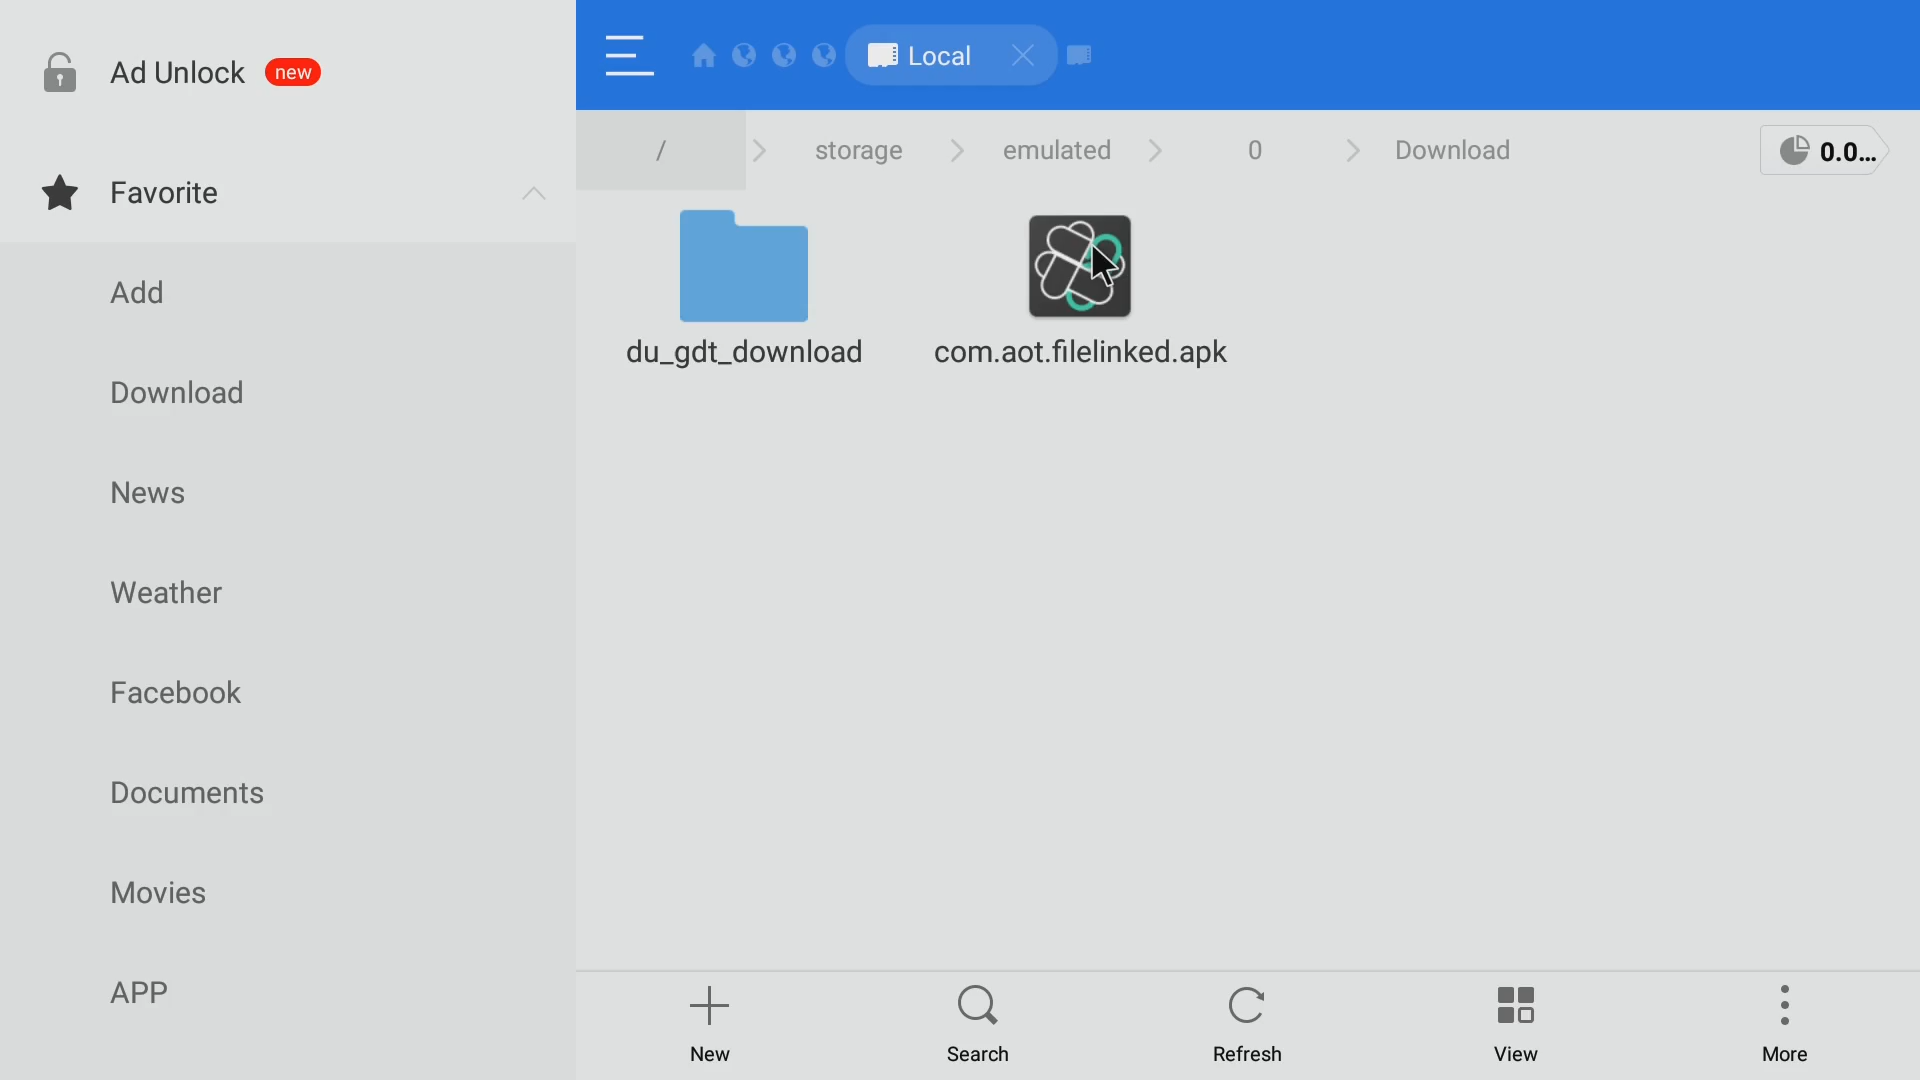 Ad Unlock new
Favorite
Add
Download
News
Weather
Facebook
Documents
Movies
APP
Local
/ storage emulated 0 Download 0.0...
du_gdt_download com.aot.filelinked.apk
New Search Refresh View More